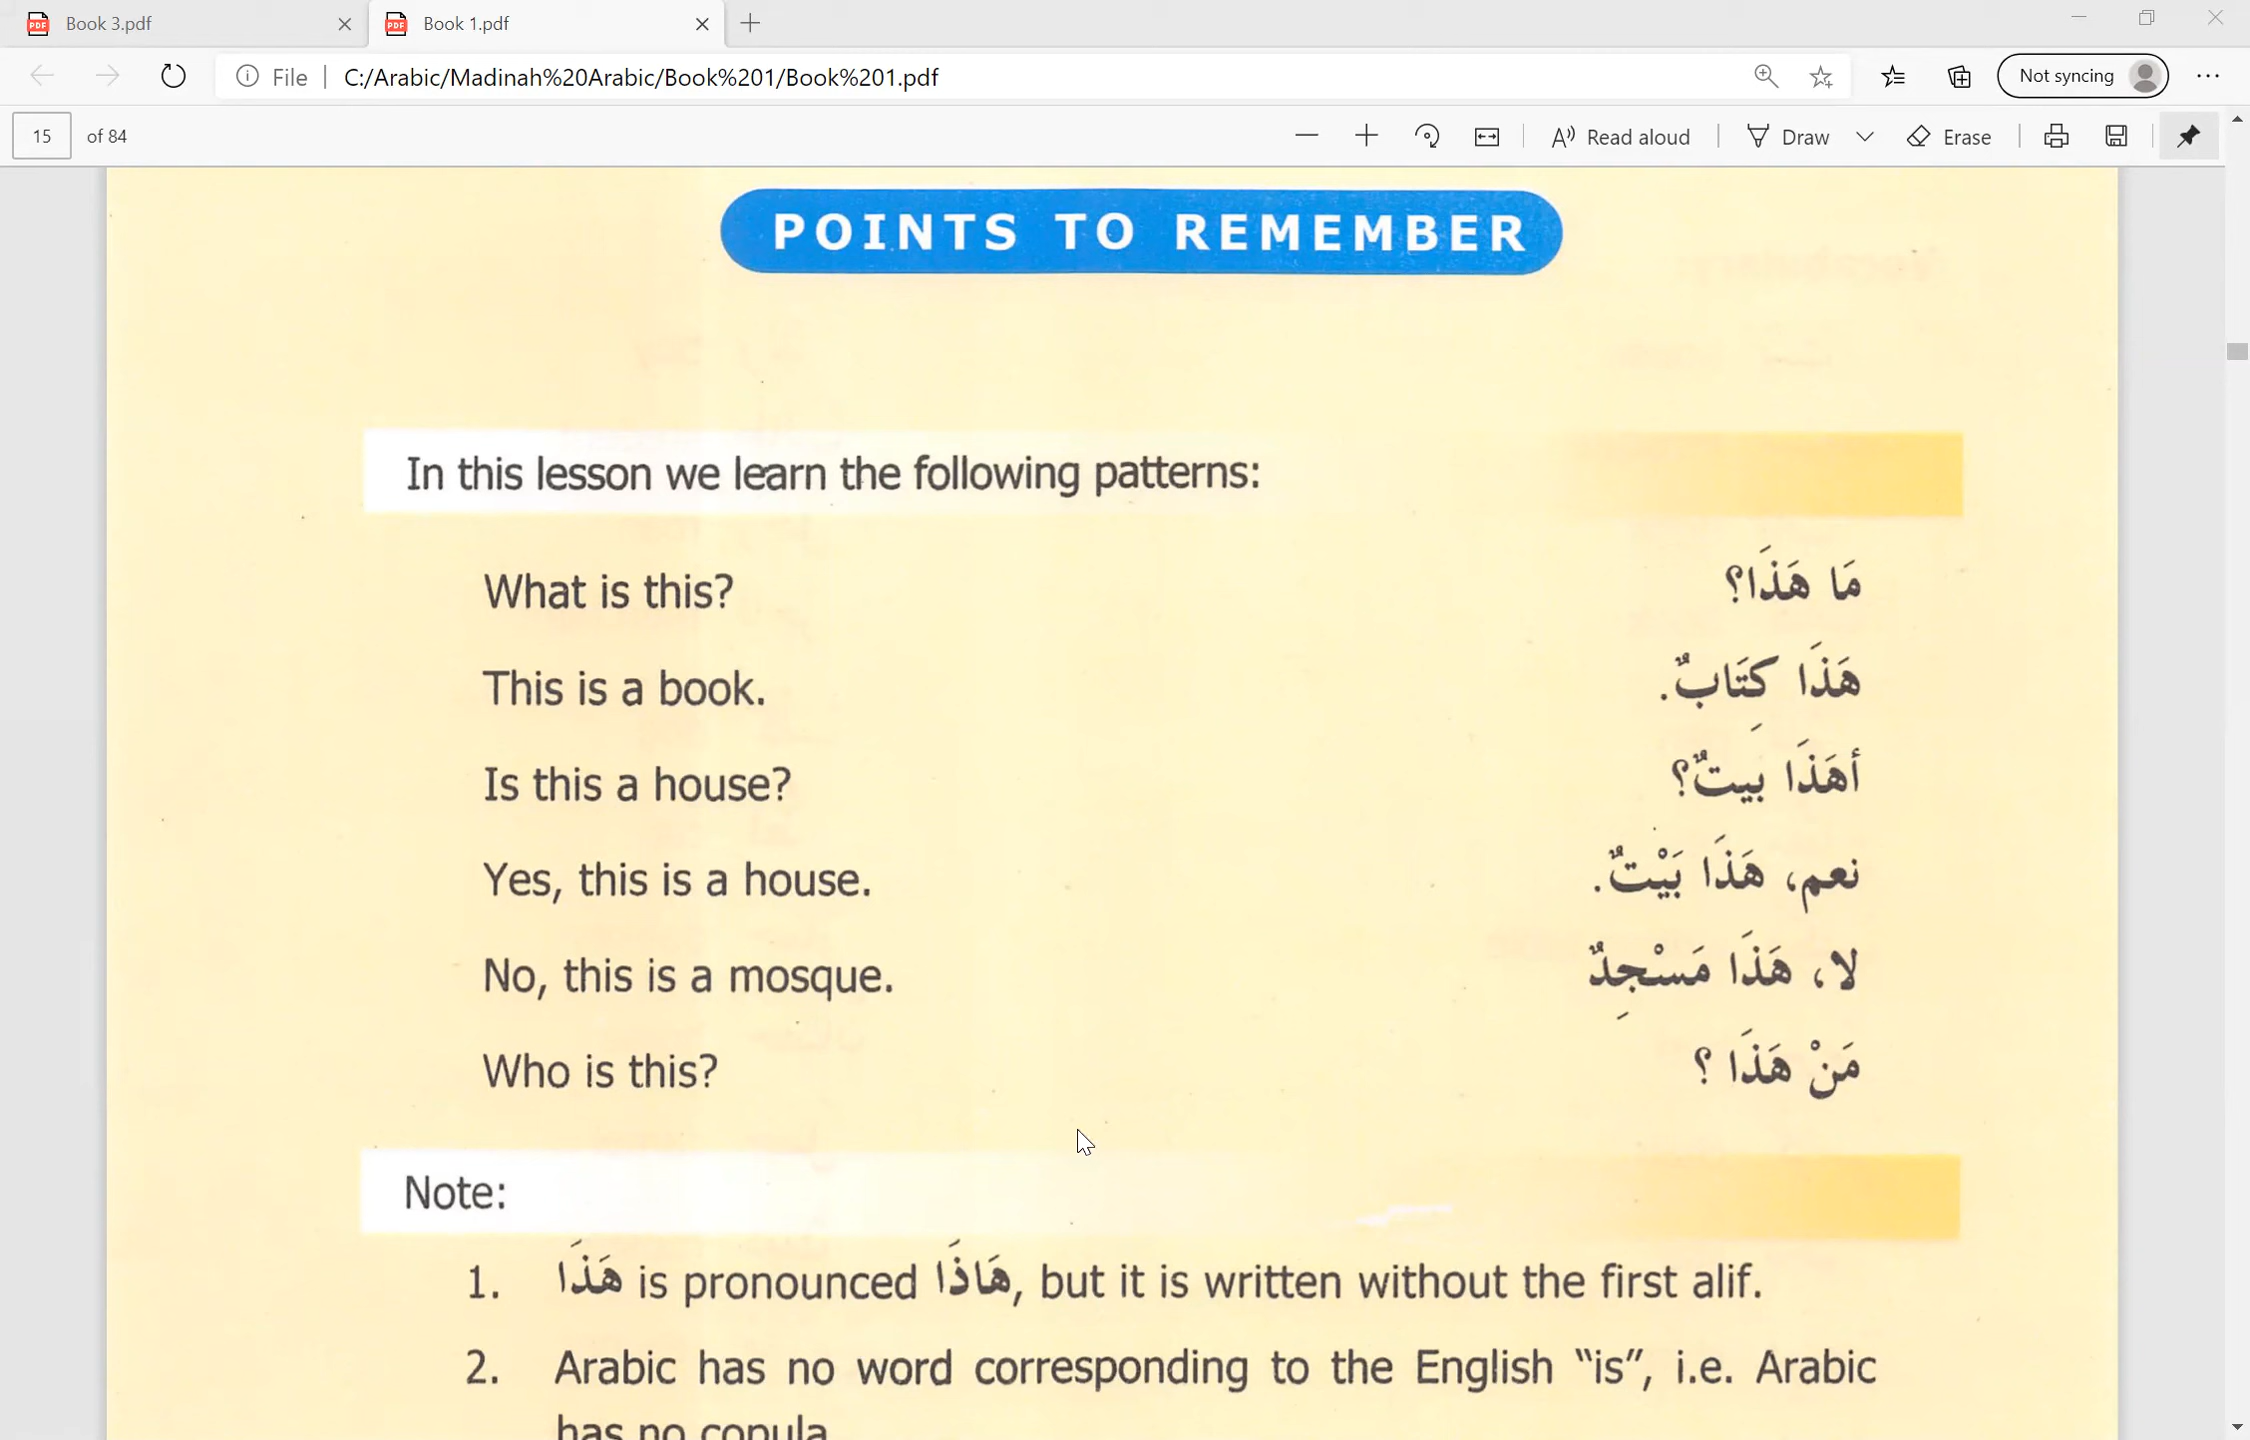 Book 3.pdf
Book 1.pdf
File
C:/Arabic/Madinah%20Arabic/Book%201/Book%201.pdf
Not syncing
15 of 84
Read aloud
Draw
Erase
POINTS TO REMEMBER
In this lesson we learn the following patterns:
What is this? مَا هَذَا؟
This is a book. هَذَا كِتَابٌ.
Is this a house? أهَذَا بيتٌ؟
Yes, this is a house. نعم، هَذَا بَيْتٌ.
No, this is a mosque. لا، هَذَا مَسْجِدٌ
Who is this? مَنْ هَذَا ؟
Note:
1. هَذَا is pronounced هَاذَا, but it is written without the first alif.
2. Arabic has no word corresponding to the English "is", i.e. Arabic
has no copula